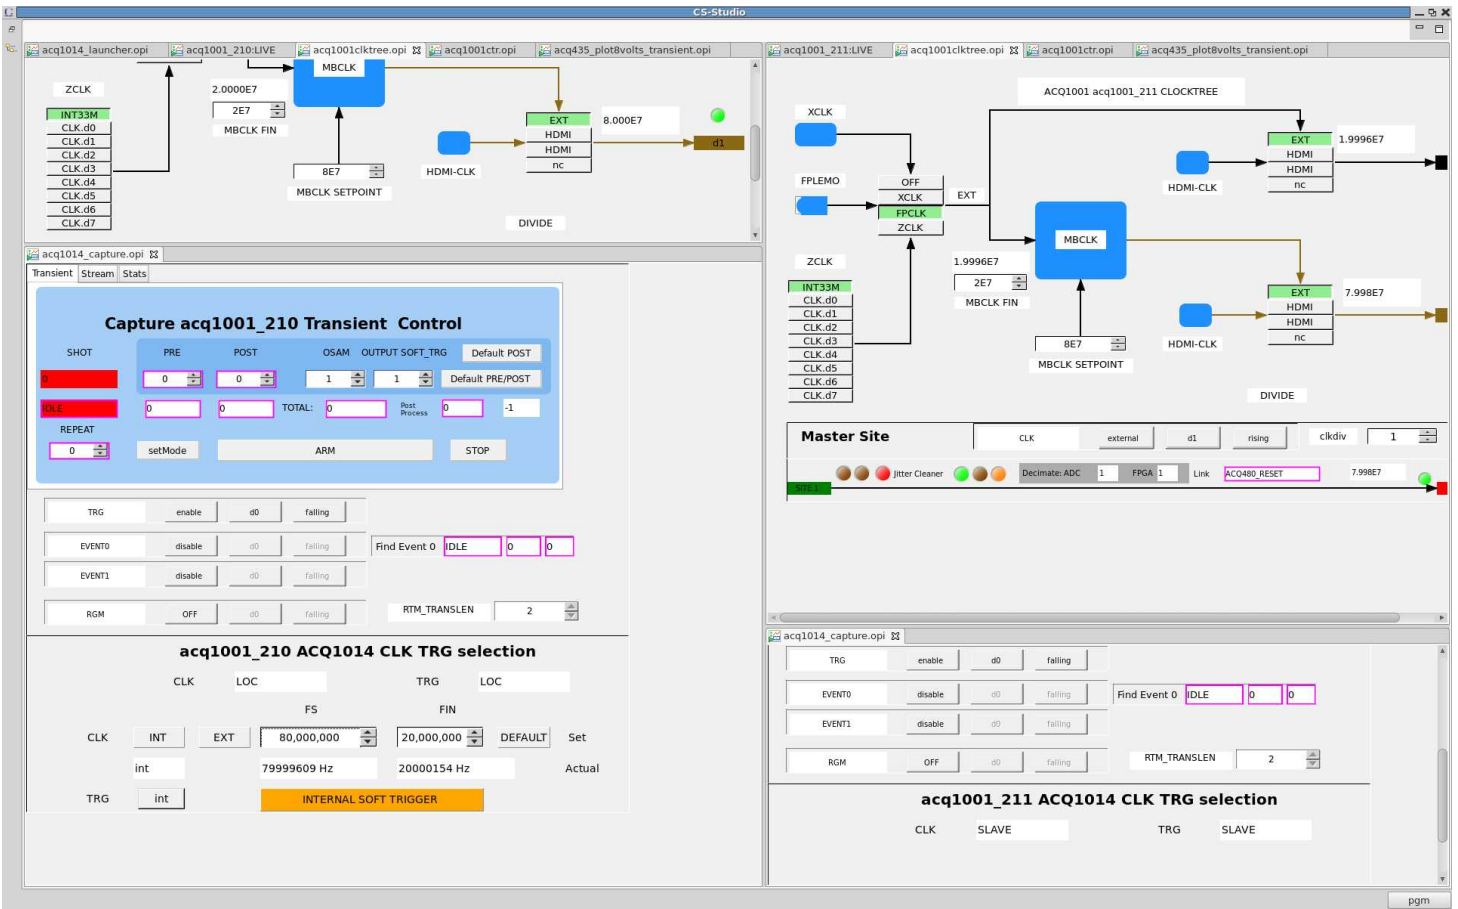 CS-Studio
acq1014_launcher.opi acq1001_210:LIVE acq1001clktree.opi acq1001ctr.opi acq435_plot8volts_transient.opi
MBCLK
ZCLK
2.0000E7
INT33M
2E7
EXT
8.000E7
CLK.d0
MBCLK FIN
HDMI
CLK.d1
HDMI
d1
CLK.d2
nc
CLK.d3
8E7
HDMI-CLK
CLK.d4
CLK.d5
MBCLK SETPOINT
CLK.d6
CLK.d7
DIVIDE
acq1014_capture.opi
Transient Stream Stats
Capture acq1001_210 Transient Control
SHOT PRE POST OSAM OUTPUT SOFT_TRG Default POST
0 0 0 1 1 Default PRE/POST
IDLE 0 0 TOTAL: 0 Post Process 0 -1
REPEAT
0 setMode ARM STOP
TRG enable d0 falling
EVENT0 disable d0 falling Find Event 0 IDLE 0 0
EVENT1 disable d0 falling
RGM OFF d0 falling RTM_TRANSLEN 2
acq1001_210 ACQ1014 CLK TRG selection
CLK LOC TRG LOC
FS FIN
CLK INT EXT 80,000,000 20,000,000 DEFAULT Set
int 79999609 Hz 20000154 Hz Actual
TRG int INTERNAL SOFT TRIGGER
acq1001_211:LIVE acq1001clktree.opi acq1001ctr.opi acq435_plot8volts_transient.opi
ACQ1001 acq1001_211 CLOCKTREE
XCLK
EXT
1.9996E7
HDMI
HDMI
nc
HDMI-CLK
FPLEMO
OFF
XCLK
FPCLK
ZCLK
EXT
MBCLK
ZCLK
1.9996E7
INT33M
2E7
CLK.d0
MBCLK FIN
CLK.d1
CLK.d2
CLK.d3
CLK.d4
CLK.d5
CLK.d6
CLK.d7
EXT
7.998E7
HDMI
HDMI
nc
8E7
HDMI-CLK
MBCLK SETPOINT
DIVIDE
Master Site CLK external d1 rising clkdiv 1
Jitter Cleaner Decimate: ADC 1 FPGA 1 Link ACQ480_RESET 7.998E7
SITE 1:
acq1014_capture.opi
TRG enable d0 falling
EVENT0 disable d0 falling Find Event 0 IDLE 0 0
EVENT1 disable d0 falling
RGM OFF d0 falling RTM_TRANSLEN 2
acq1001_211 ACQ1014 CLK TRG selection
CLK SLAVE TRG SLAVE
pgm